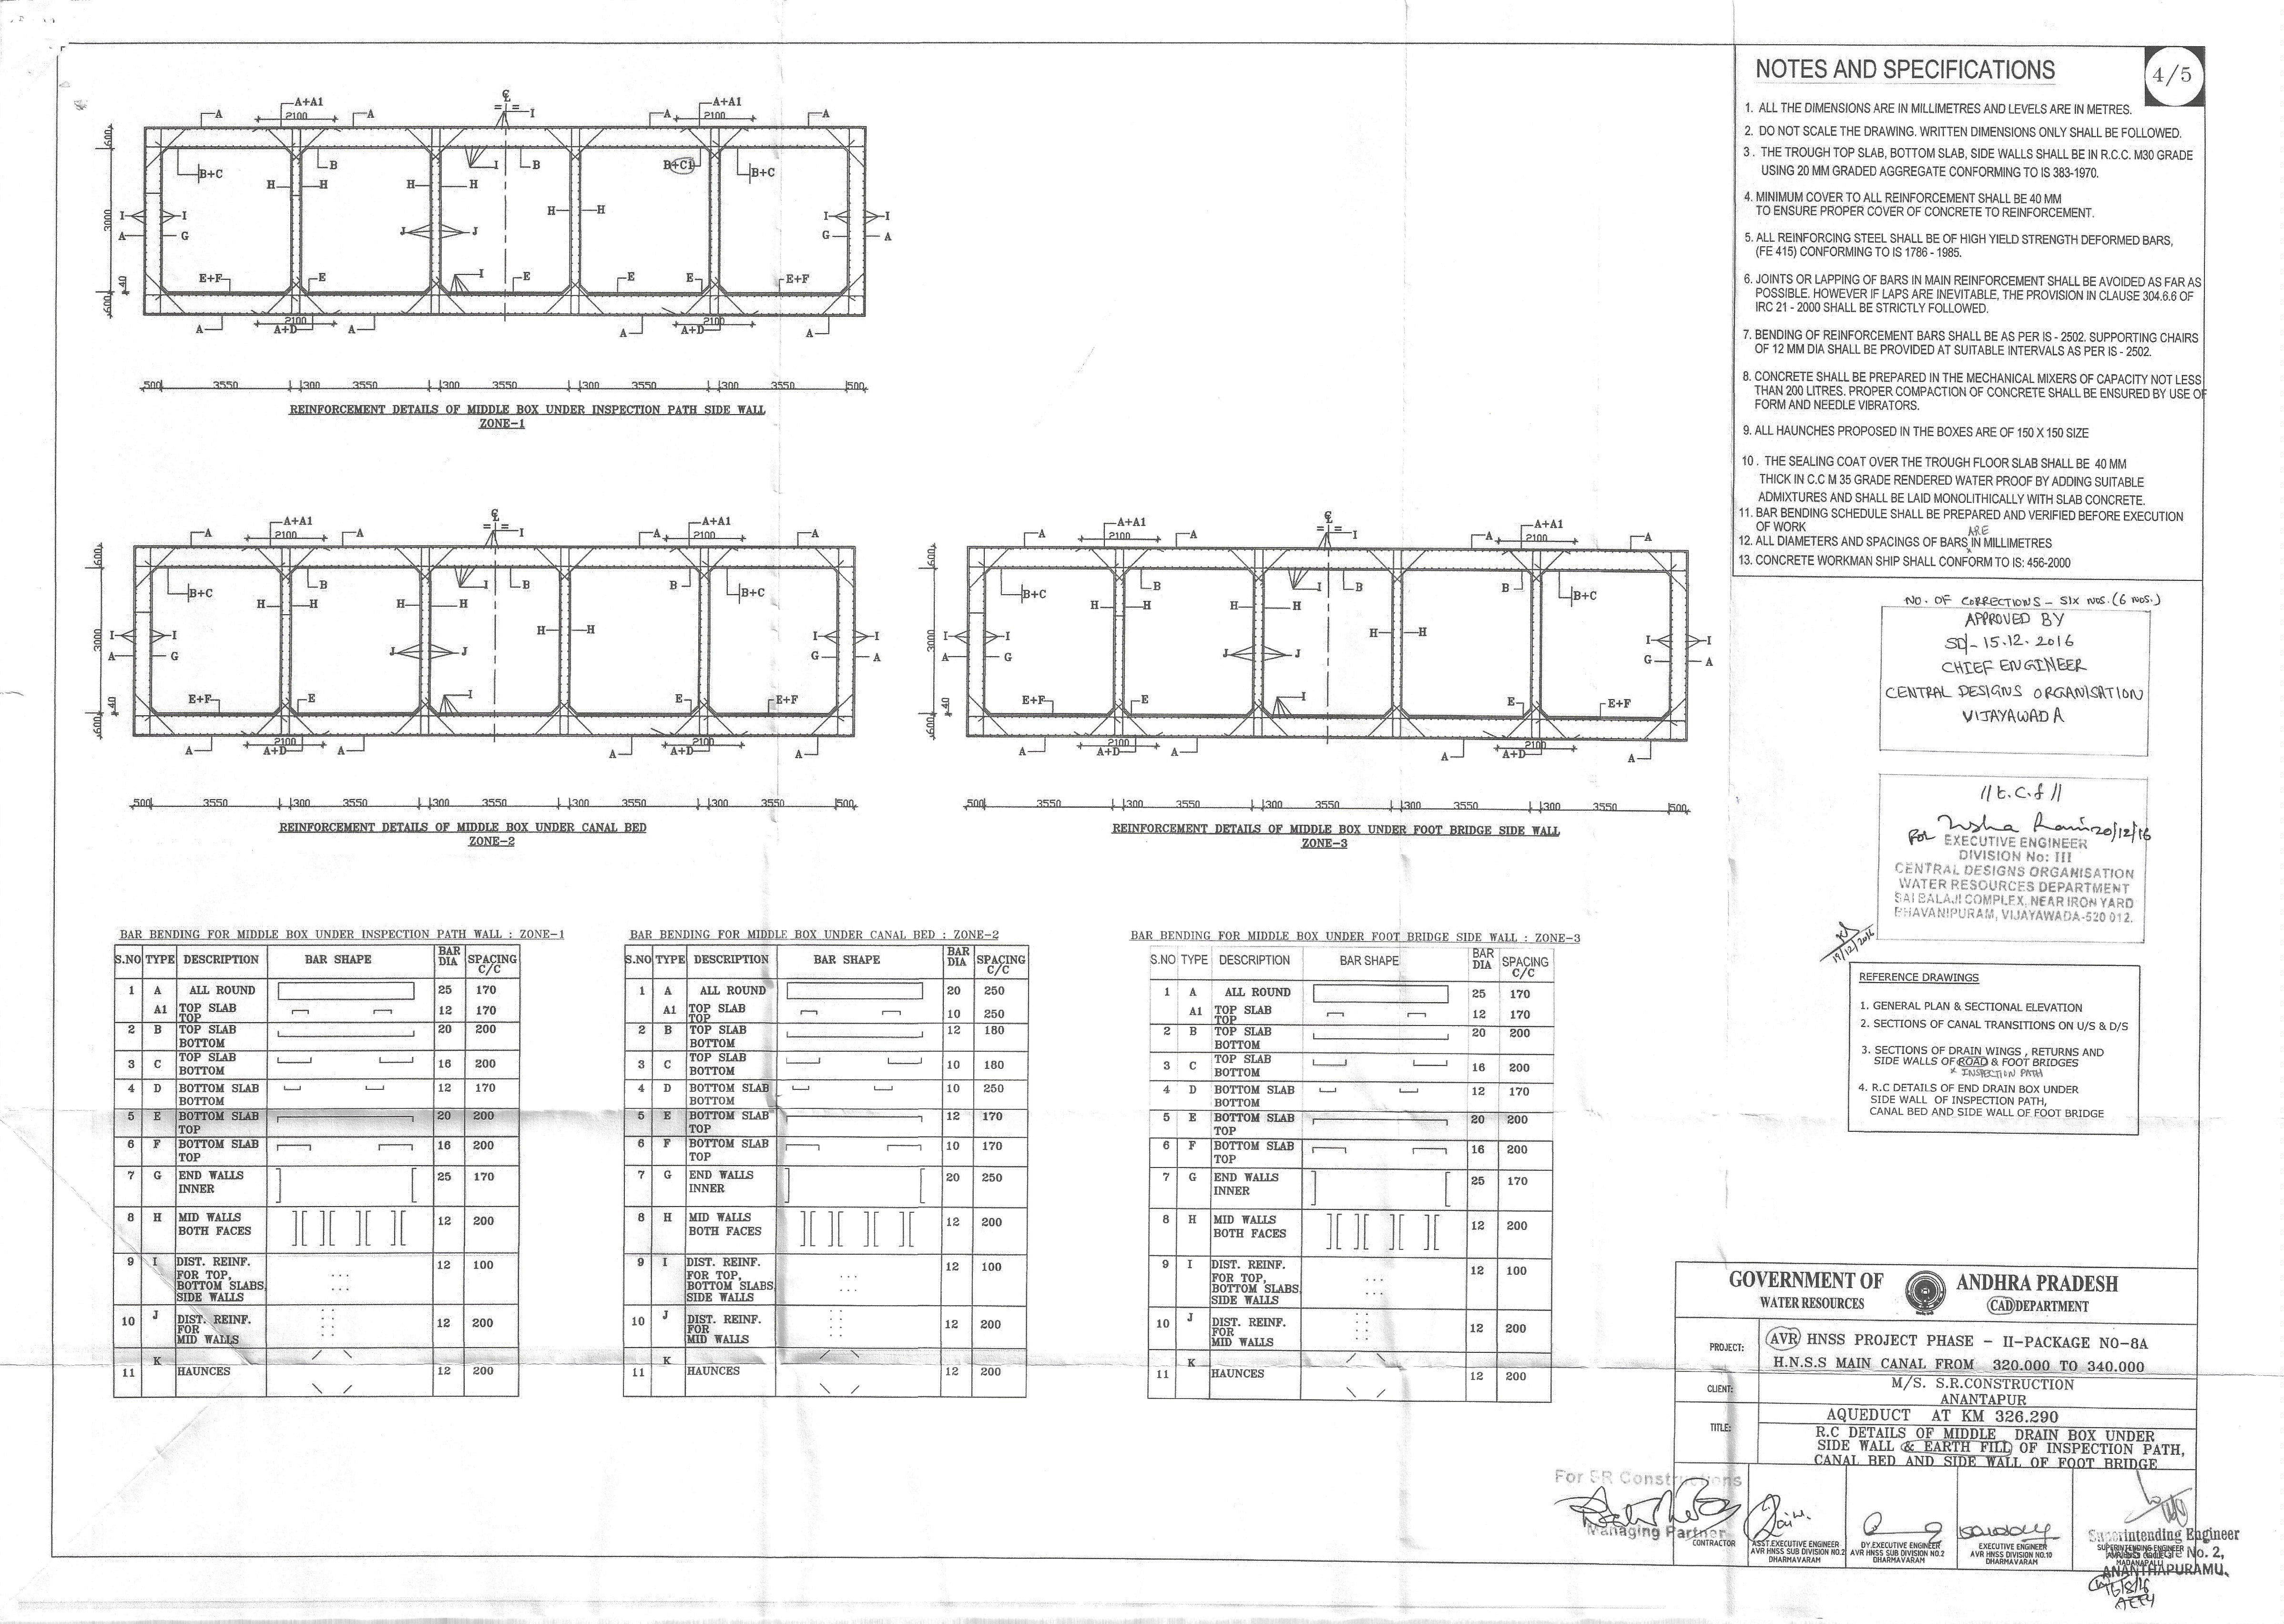 4/5
NOTES AND SPECIFICATIONS
1. ALL THE DIMENSIONS ARE IN MILLIMETRES AND LEVELS ARE IN METRES.
2. DO NOT SCALE THE DRAWING. WRITTEN DIMENSIONS ONLY SHALL BE FOLLOWED.
3 . THE TROUGH TOP SLAB, BOTTOM SLAB, SIDE WALLS SHALL BE IN R.C.C. M30 GRADE
USING 20 MM GRADED AGGREGATE CONFORMING TO IS 383-1970.
4. MINIMUM COVER TO ALL REINFORCEMENT SHALL BE 40 MM
TO ENSURE PROPER COVER OF CONCRETE TO REINFORCEMENT.
5. ALL REINFORCING STEEL SHALL BE OF HIGH YIELD STRENGTH DEFORMED BARS,
(FE 415) CONFORMING TO IS 1786 - 1985.
6. JOINTS OR LAPPING OF BARS IN MAIN REINFORCEMENT SHALL BE AVOIDED AS FAR AS
POSSIBLE. HOWEVER IF LAPS ARE INEVITABLE, THE PROVISION IN CLAUSE 304.6.6 OF
IRC 21 - 2000 SHALL BE STRICTLY FOLLOWED.
7. BENDING OF REINFORCEMENT BARS SHALL BE AS PER IS - 2502. SUPPORTING CHAIRS
OF 12 MM DIA SHALL BE PROVIDED AT SUITABLE INTERVALS AS PER IS - 2502.
8. CONCRETE SHALL BE PREPARED IN THE MECHANICAL MIXERS OF CAPACITY NOT LESS
THAN 200 LITRES. PROPER COMPACTION OF CONCRETE SHALL BE ENSURED BY USE OF
FORM AND NEEDLE VIBRATORS.
9. ALL HAUNCHES PROPOSED IN THE BOXES ARE OF 150 X 150 SIZE
10 . THE SEALING COAT OVER THE TROUGH FLOOR SLAB SHALL BE 40 MM
THICK IN C.C M 35 GRADE RENDERED WATER PROOF BY ADDING SUITABLE
ADMIXTURES AND SHALL BE LAID MONOLITHICALLY WITH SLAB CONCRETE.
11. BAR BENDING SCHEDULE SHALL BE PREPARED AND VERIFIED BEFORE EXECUTION
OF WORK
ARE
12. ALL DIAMETERS AND SPACINGS OF BARS IN MILLIMETRES
13. CONCRETE WORKMAN SHIP SHALL CONFORM TO IS: 456-2000
A A+A1 2100 A I A A+A1 2100 A
600 3000 600 40
B+C B I B B+C1 B+C
H H H H H H
I I A G J J I I G A
E+F E I E E E E+F
A A+D 2100 A A A+D 2100 A
500 3550 300 3550 300 3550 300 3550 300 3550 500
REINFORCEMENT DETAILS OF MIDDLE BOX UNDER INSPECTION PATH SIDE WALL
ZONE-1
A A+A1 2100 A I A A+A1 2100 A
600 3000 600 40
B+C B I B B B+C
H H H H H H
I I A G J J I I G A
E+F E I E E+F
A A+D 2100 A A A+D 2100 A
500 3550 300 3550 300 3550 300 3550 300 3550 500
REINFORCEMENT DETAILS OF MIDDLE BOX UNDER CANAL BED
ZONE-2
A A+A1 2100 A I A A+A1 2100 A
600 3000 600 40
B+C B I B B B+C
H H H H H H
I I A G J J I I G A
E+F E I E E+F
A A+D 2100 A A A+D 2100 A
500 3550 300 3550 300 3550 300 3550 300 3550 500
REINFORCEMENT DETAILS OF MIDDLE BOX UNDER FOOT BRIDGE SIDE WALL
ZONE-3
NO. OF CORRECTIONS - SIX NOS. (6 NOS.)
APPROVED BY
SD/- 15.12.2016
CHIEF ENGINEER
CENTRAL DESIGNS ORGANISATION
VIJAYAWADA
// t.c.f //
20/12/16
For EXECUTIVE ENGINEER
DIVISION No: III
CENTRAL DESIGNS ORGANISATION
WATER RESOURCES DEPARTMENT
SAI BALAJI COMPLEX, NEAR IRON YARD
BHAVANIPURAM, VIJAYAWADA-520 012.
19/12/2016
BAR BENDING FOR MIDDLE BOX UNDER INSPECTION PATH WALL : ZONE-1
S.NO TYPE DESCRIPTION BAR SHAPE BAR DIA SPACING C/C
1 A ALL ROUND 25 170
A1 TOP SLAB TOP 12 170
2 B TOP SLAB BOTTOM 20 200
3 C TOP SLAB BOTTOM 16 200
4 D BOTTOM SLAB BOTTOM 12 170
5 E BOTTOM SLAB TOP 20 200
6 F BOTTOM SLAB TOP 16 200
7 G END WALLS INNER 25 170
8 H MID WALLS BOTH FACES 12 200
9 I DIST. REINF. FOR TOP, BOTTOM SLABS, SIDE WALLS 12 100
10 J DIST. REINF. FOR MID WALLS 12 200
11 K HAUNCES 12 200
BAR BENDING FOR MIDDLE BOX UNDER CANAL BED : ZONE-2
S.NO TYPE DESCRIPTION BAR SHAPE BAR DIA SPACING C/C
1 A ALL ROUND 20 250
A1 TOP SLAB TOP 10 250
2 B TOP SLAB BOTTOM 12 180
3 C TOP SLAB BOTTOM 10 180
4 D BOTTOM SLAB BOTTOM 10 250
5 E BOTTOM SLAB TOP 12 170
6 F BOTTOM SLAB TOP 10 170
7 G END WALLS INNER 20 250
8 H MID WALLS BOTH FACES 12 200
9 I DIST. REINF. FOR TOP, BOTTOM SLABS, SIDE WALLS 12 100
10 J DIST. REINF. FOR MID WALLS 12 200
11 K HAUNCES 12 200
BAR BENDING FOR MIDDLE BOX UNDER FOOT BRIDGE SIDE WALL : ZONE-3
S.NO TYPE DESCRIPTION BAR SHAPE BAR DIA SPACING C/C
1 A ALL ROUND 25 170
A1 TOP SLAB TOP 12 170
2 B TOP SLAB BOTTOM 20 200
3 C TOP SLAB BOTTOM 16 200
4 D BOTTOM SLAB BOTTOM 12 170
5 E BOTTOM SLAB TOP 20 200
6 F BOTTOM SLAB TOP 16 200
7 G END WALLS INNER 25 170
8 H MID WALLS BOTH FACES 12 200
9 I DIST. REINF. FOR TOP, BOTTOM SLABS, SIDE WALLS 12 100
10 J DIST. REINF. FOR MID WALLS 12 200
11 K HAUNCES 12 200
REFERENCE DRAWINGS
1. GENERAL PLAN & SECTIONAL ELEVATION
2. SECTIONS OF CANAL TRANSITIONS ON U/S & D/S
3. SECTIONS OF DRAIN WINGS , RETURNS AND
SIDE WALLS OF ROAD & FOOT BRIDGES
x INSPECTION PATH
4. R.C DETAILS OF END DRAIN BOX UNDER
SIDE WALL OF INSPECTION PATH,
CANAL BED AND SIDE WALL OF FOOT BRIDGE
GOVERNMENT OF ANDHRA PRADESH
WATER RESOURCES CAD DEPARTMENT
PROJECT: AVR HNSS PROJECT PHASE - II-PACKAGE NO-8A
H.N.S.S MAIN CANAL FROM 320.000 TO 340.000
CLIENT: M/S. S.R.CONSTRUCTION
ANANTAPUR
TITLE: AQUEDUCT AT KM 326.290
R.C DETAILS OF MIDDLE DRAIN BOX UNDER
SIDE WALL & EARTH FILL OF INSPECTION PATH,
CANAL BED AND SIDE WALL OF FOOT BRIDGE
For SR Constructions
Managing Partner
CONTRACTOR
ASST.EXECUTIVE ENGINEER
AVR HNSS SUB DIVISION NO.2
DHARMAVARAM
DY.EXECUTIVE ENGINEER
AVR HNSS SUB DIVISION NO.2
DHARMAVARAM
EXECUTIVE ENGINEER
AVR HNSS DIVISION NO.10
DHARMAVARAM
Superintending Engineer
SUPERINTENDING ENGINEER
No. 2,
MADANAPALLI
ANANTHAPURAMU.
16/8/16